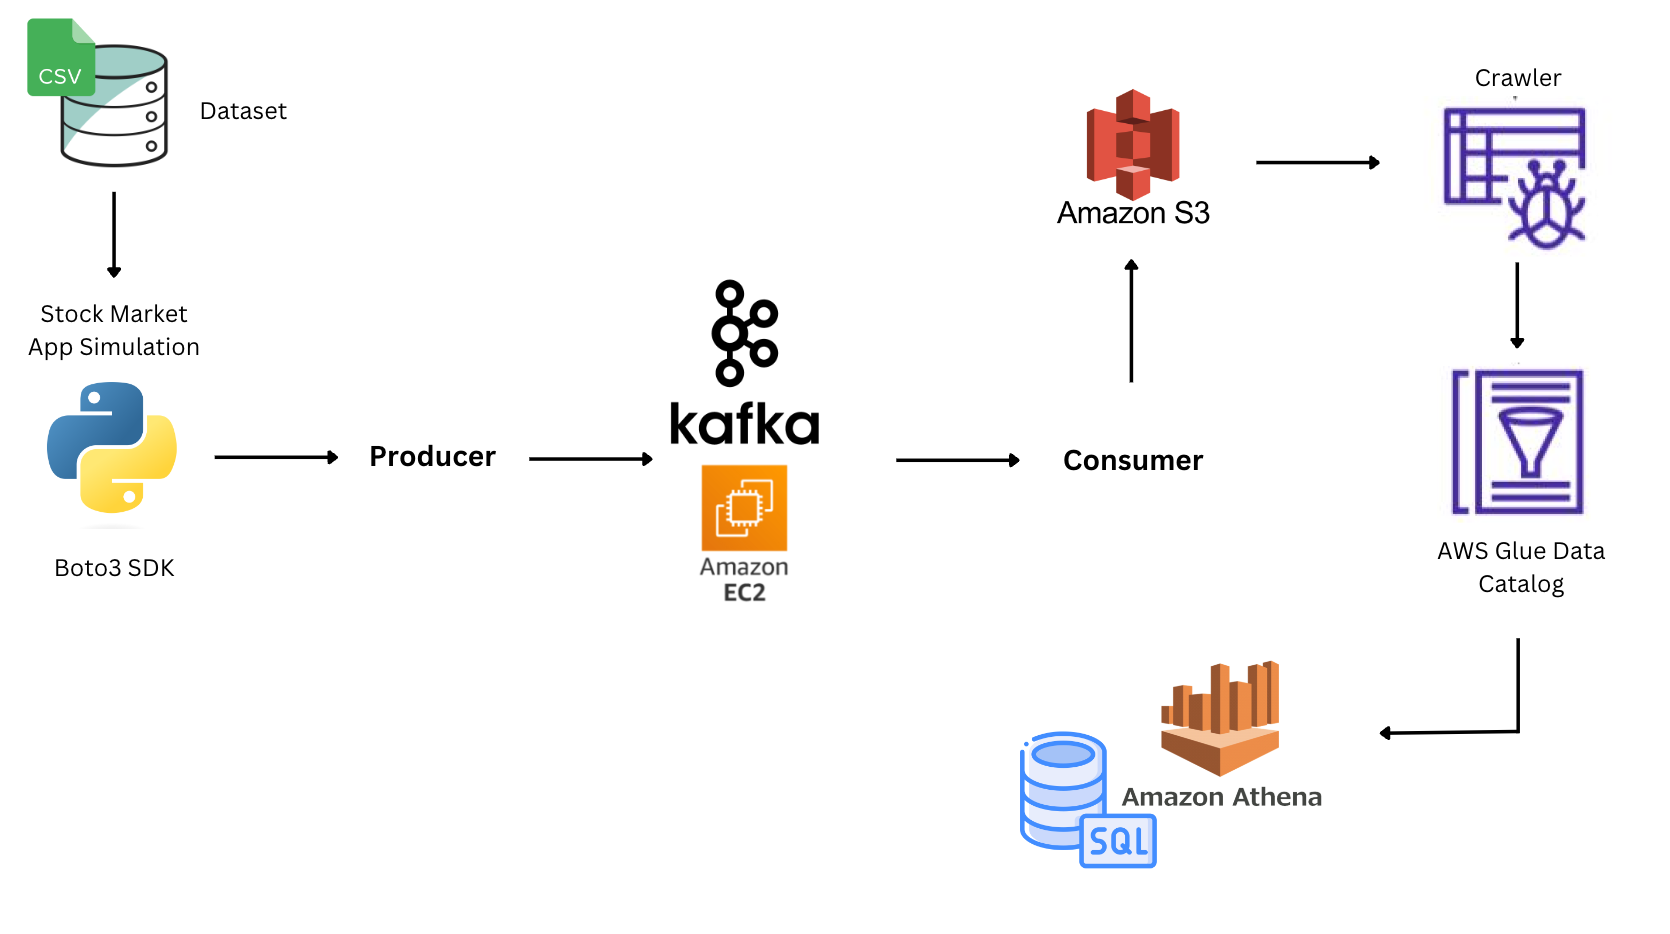 CSV
Dataset
Stock Market
App Simulation
Boto3 SDK
Producer
kafka
Amazon
EC2
Consumer
Amazon S3
Crawler
AWS Glue Data
Catalog
Amazon Athena
SQL